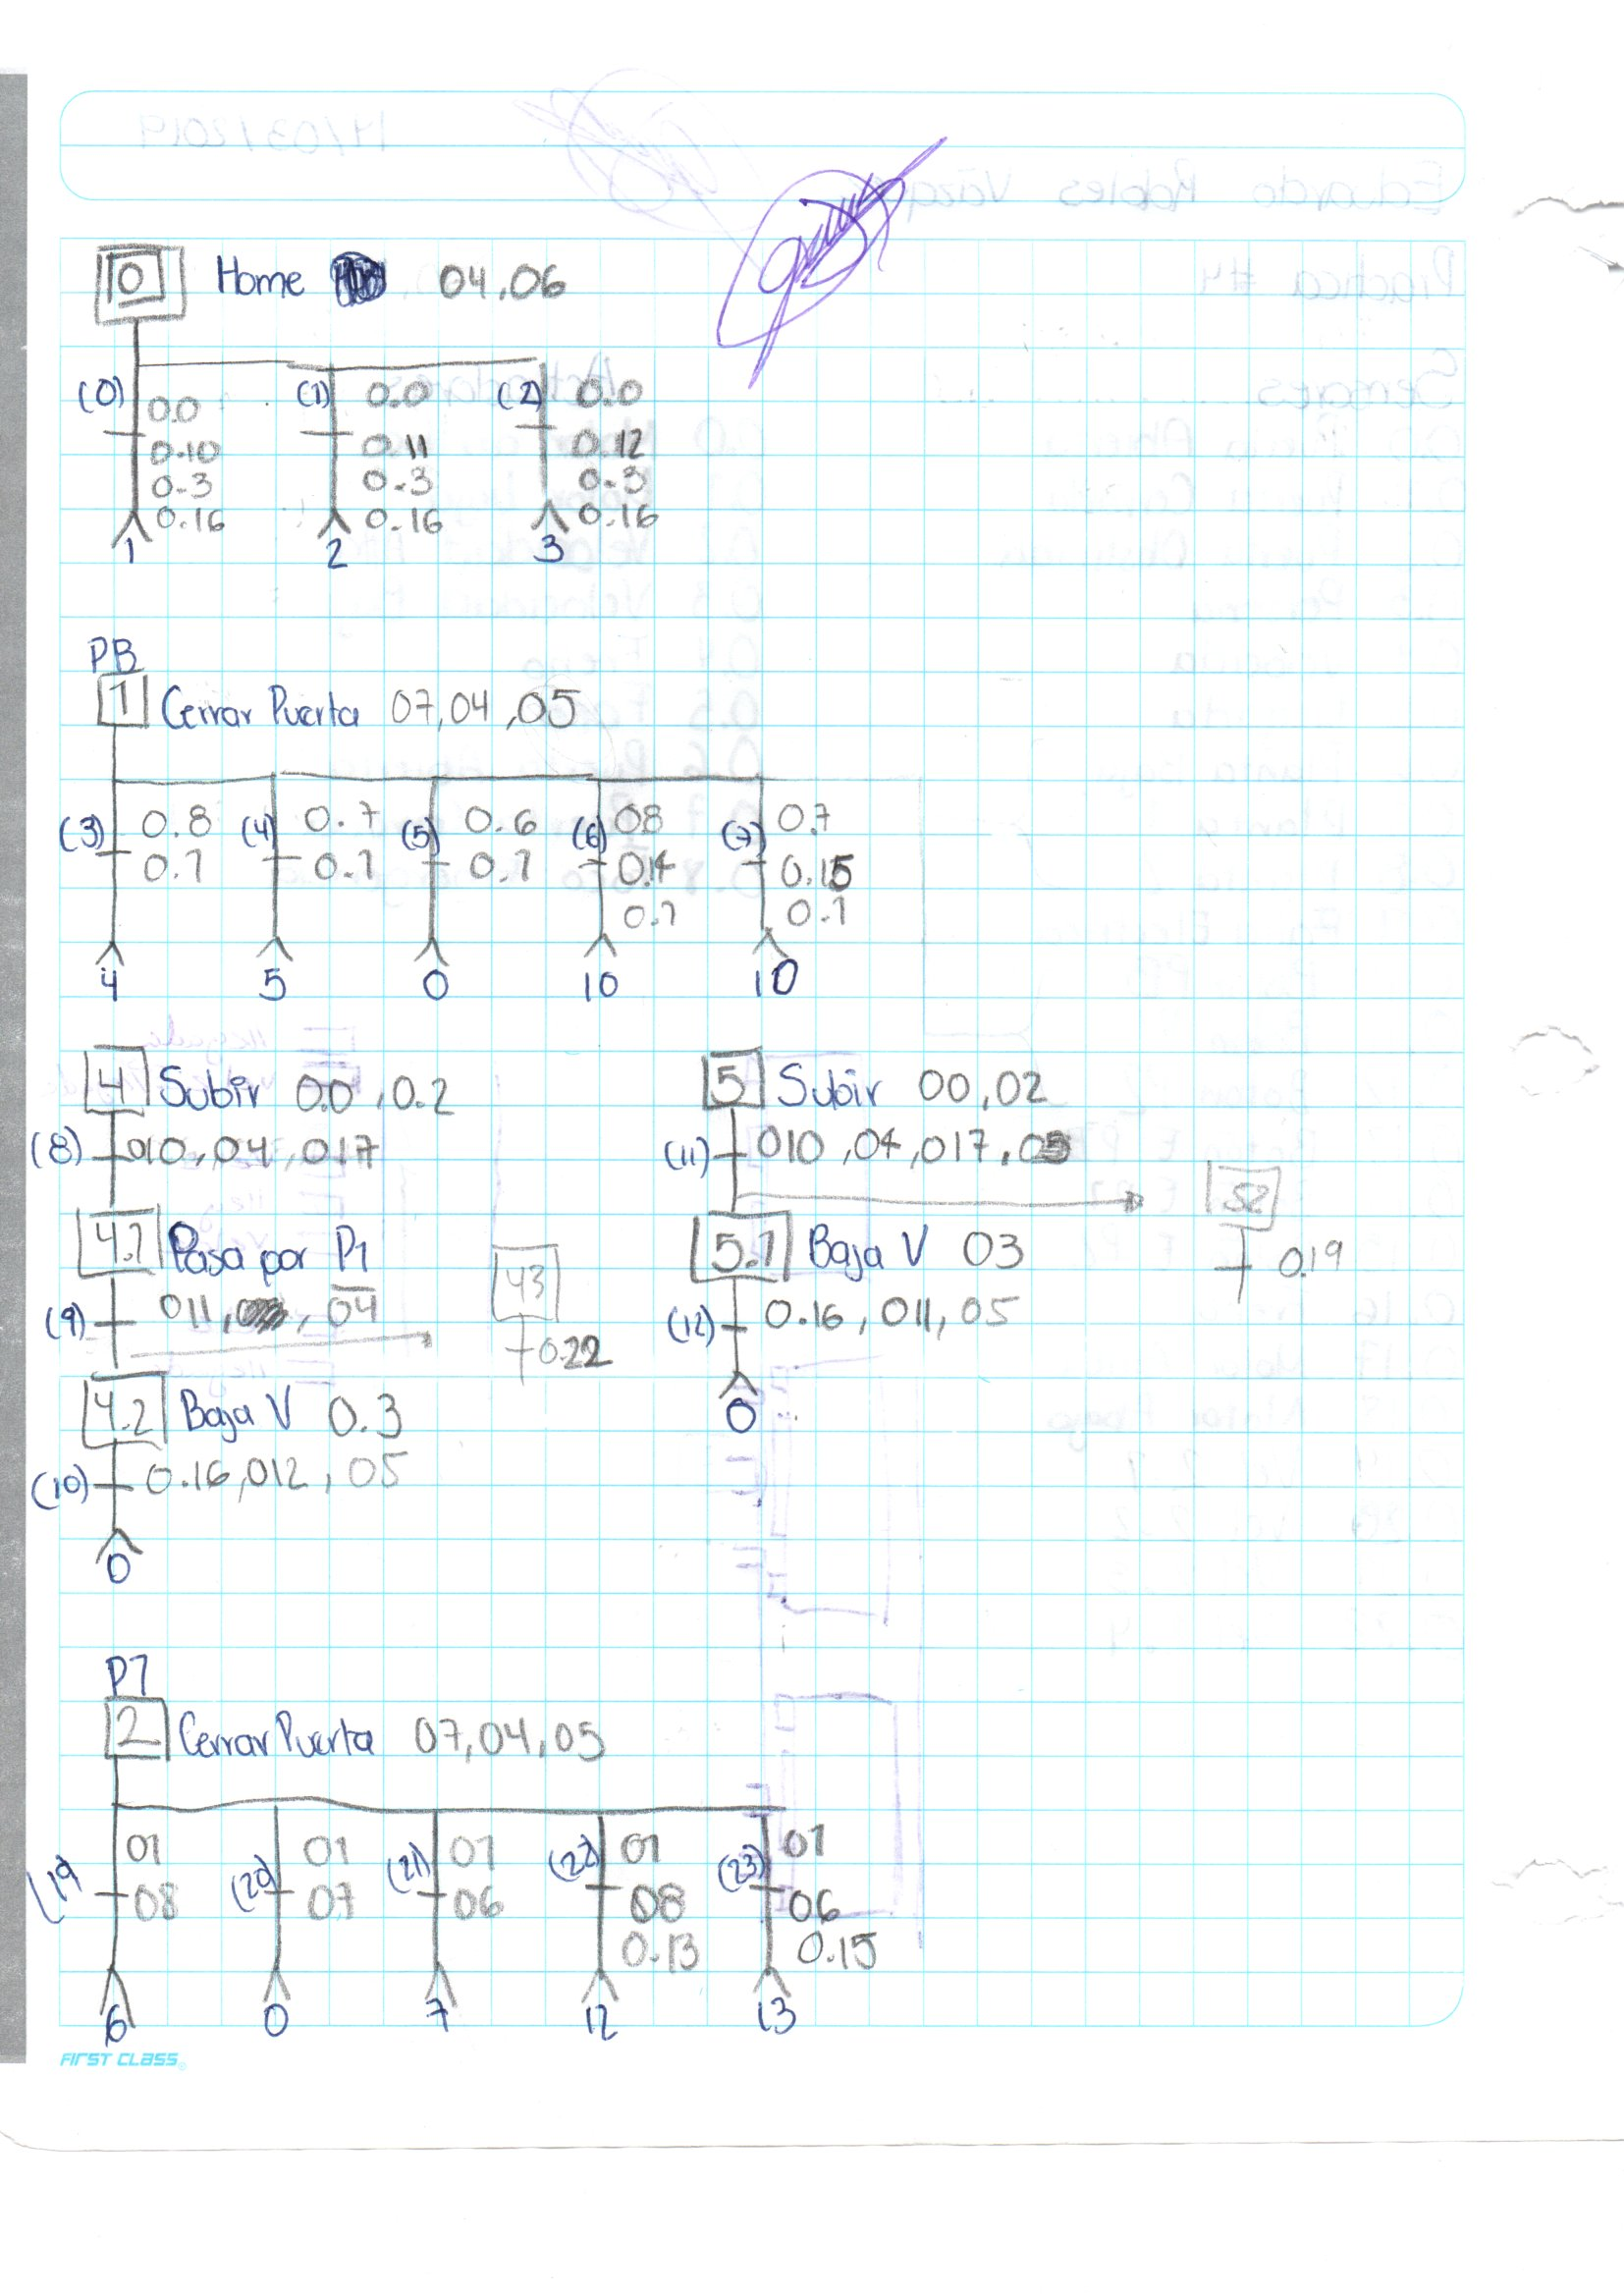 0 Home 04,06
(0) 0.0 (1) 0.0 (2) 0.0
0.10 0.11 0.12
0.3 0.3 0.3
0.16 0.16 0.16
1 2 3
PB
1 Cerrar Puerta 07,04,05
(3) 0.8 (4) 0.7 (5) 0.6 (6) 08 (7) 0.7
0.1 0.1 0.1 0.14 0.15
0.1 0.1
4 5 0 10 10
4 Subir 0.0,0.2
(8) 010,04,017
4.1 Pasa por P1
(9) 011, 04
43
0.22
4.2 Baja V 0.3
(10) 0.16,012,05
0
5 Subir 00,02
(11) 010,04,017
52
0.19
5.1 Baja V 03
(12) 0.16,011,05
0
P1
2 Cerrar Puerta 07,04,05
(19 01 (20) 01 (21) 01 (22) 01 (23) 01
08 07 06 08 06
0.13 0.15
6 0 7 12 13
FIRST CLASS